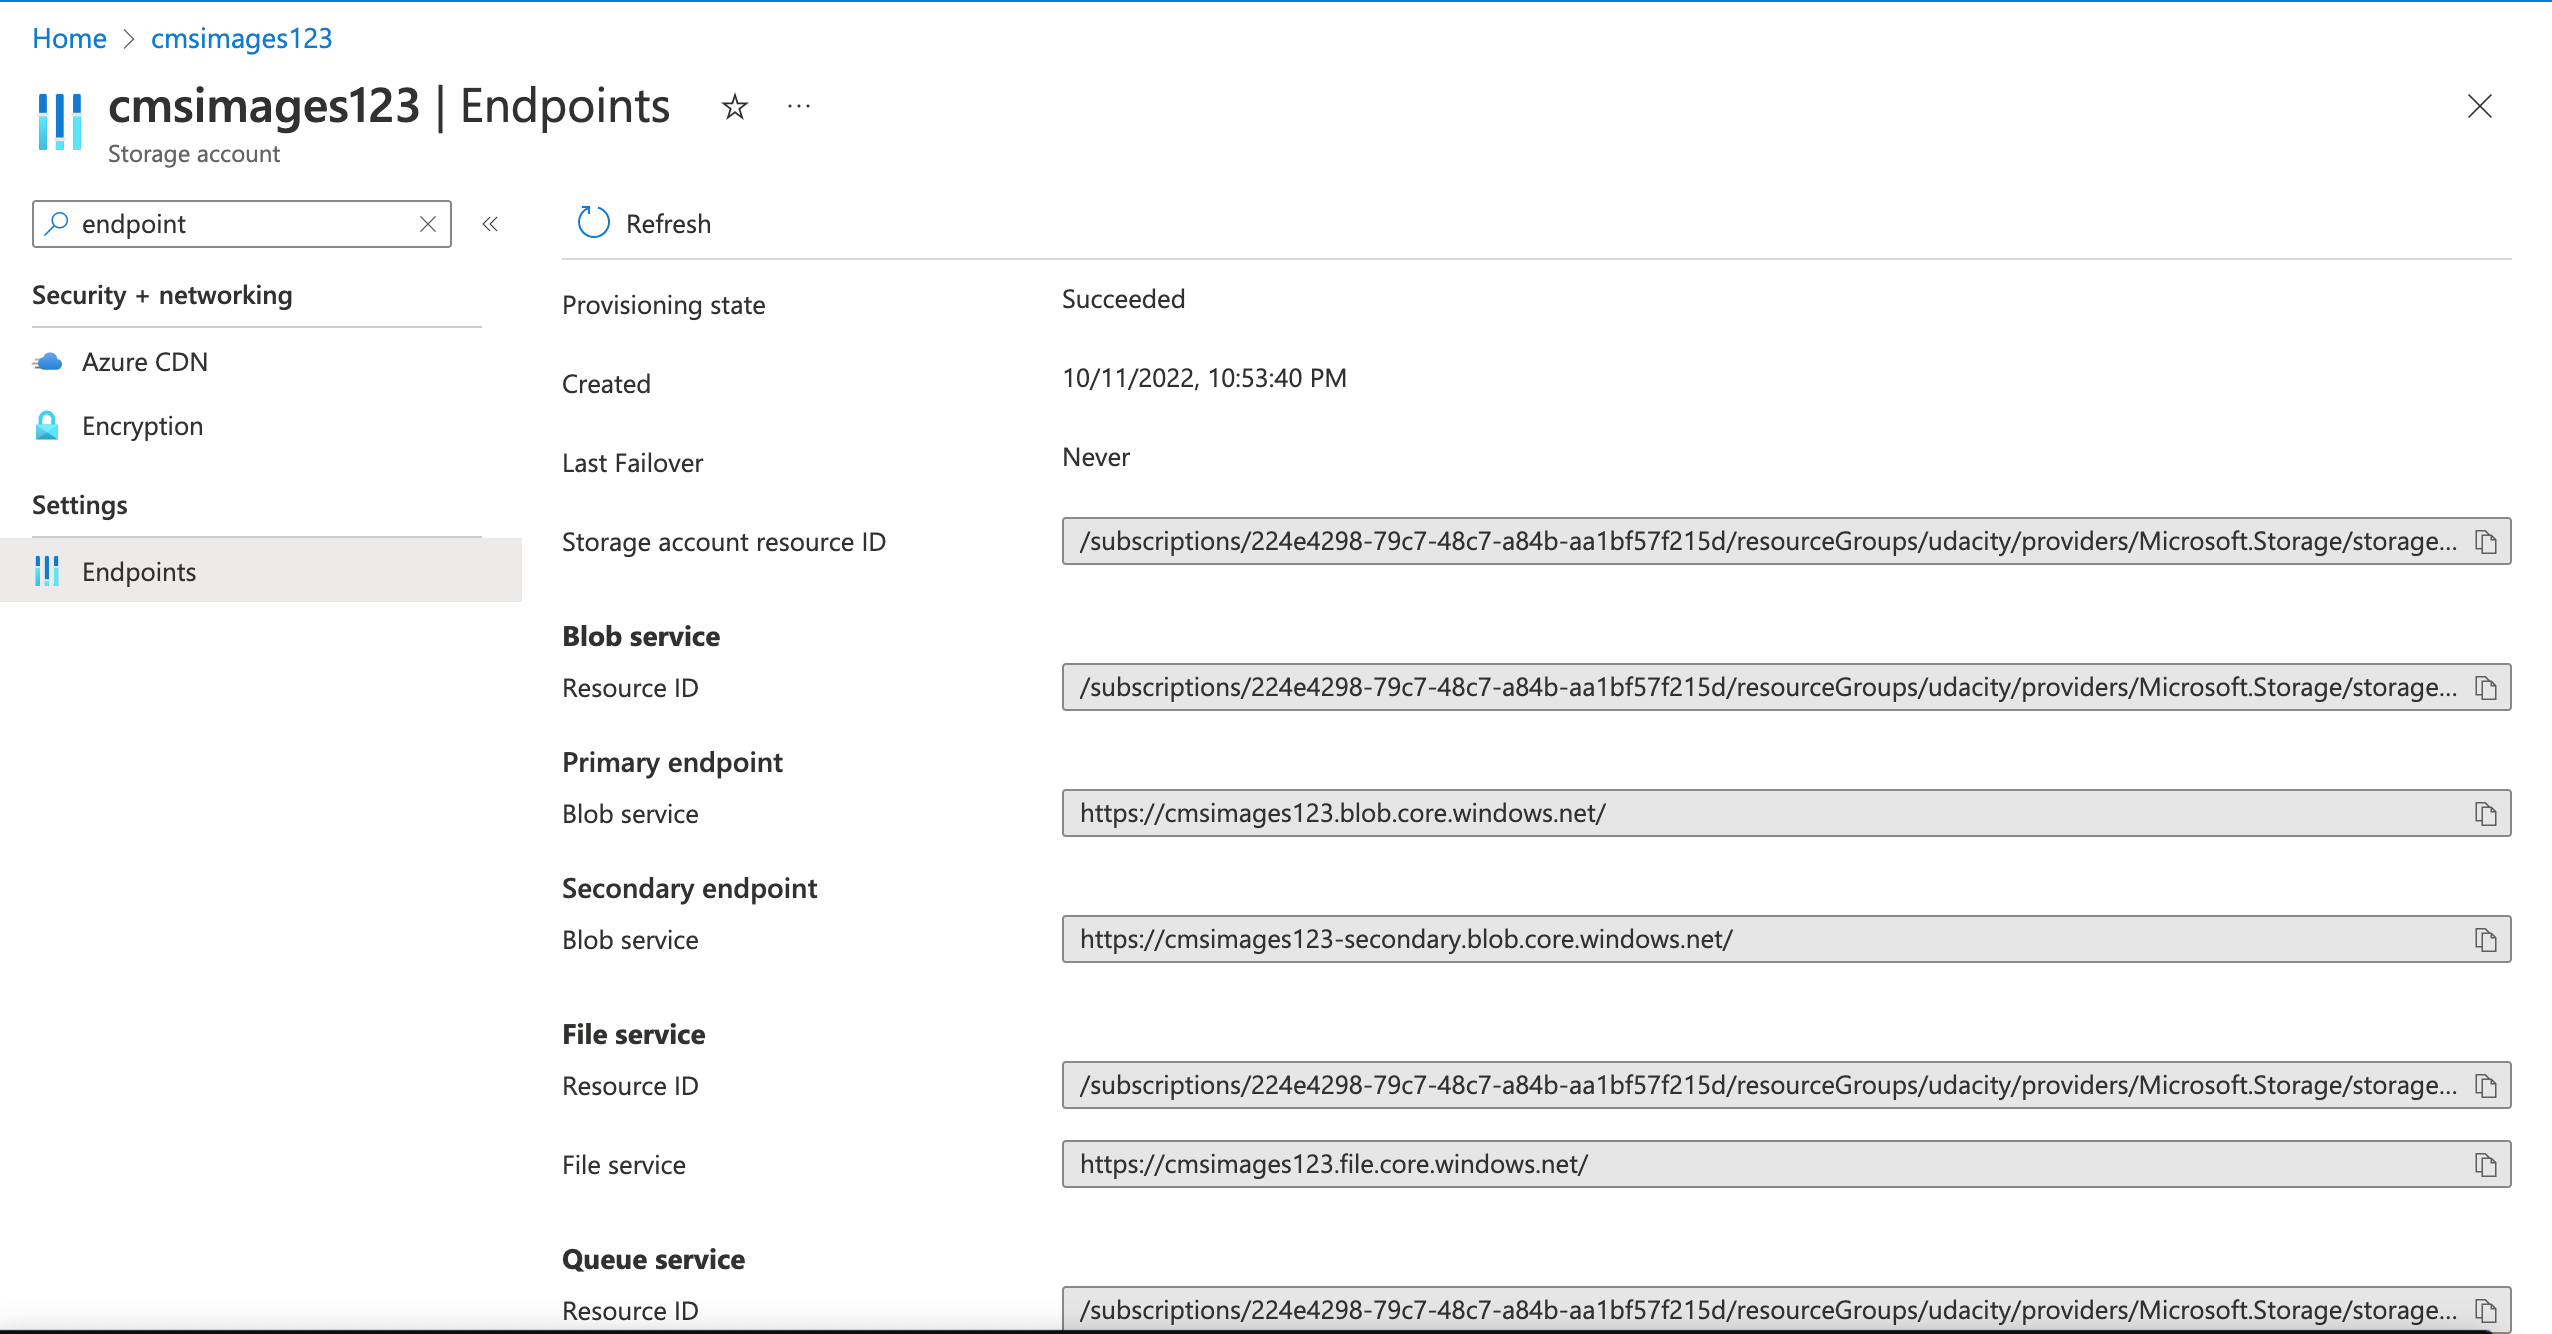 Home > cmsimages123
cmsimages123 | Endpoints
Storage account
endpoint
Security + networking
Azure CDN
Encryption
Settings
Endpoints
Refresh
Provisioning state Succeeded
Created 10/11/2022, 10:53:40 PM
Last Failover Never
Storage account resource ID /subscriptions/224e4298-79c7-48c7-a84b-aa1bf57f215d/resourceGroups/udacity/providers/Microsoft.Storage/storage...
Blob service
Resource ID /subscriptions/224e4298-79c7-48c7-a84b-aa1bf57f215d/resourceGroups/udacity/providers/Microsoft.Storage/storage...
Primary endpoint
Blob service https://cmsimages123.blob.core.windows.net/
Secondary endpoint
Blob service https://cmsimages123-secondary.blob.core.windows.net/
File service
Resource ID /subscriptions/224e4298-79c7-48c7-a84b-aa1bf57f215d/resourceGroups/udacity/providers/Microsoft.Storage/storage...
File service https://cmsimages123.file.core.windows.net/
Queue service
Resource ID /subscriptions/224e4298-79c7-48c7-a84b-aa1bf57f215d/resourceGroups/udacity/providers/Microsoft.Storage/storage...